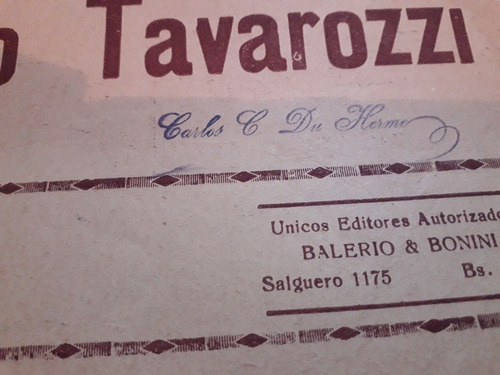 o Tavarozzi
Carlos C Du Herme
Unicos Editores Autorizado
BALERIO & BONINI
Salguero 1175 Bs.